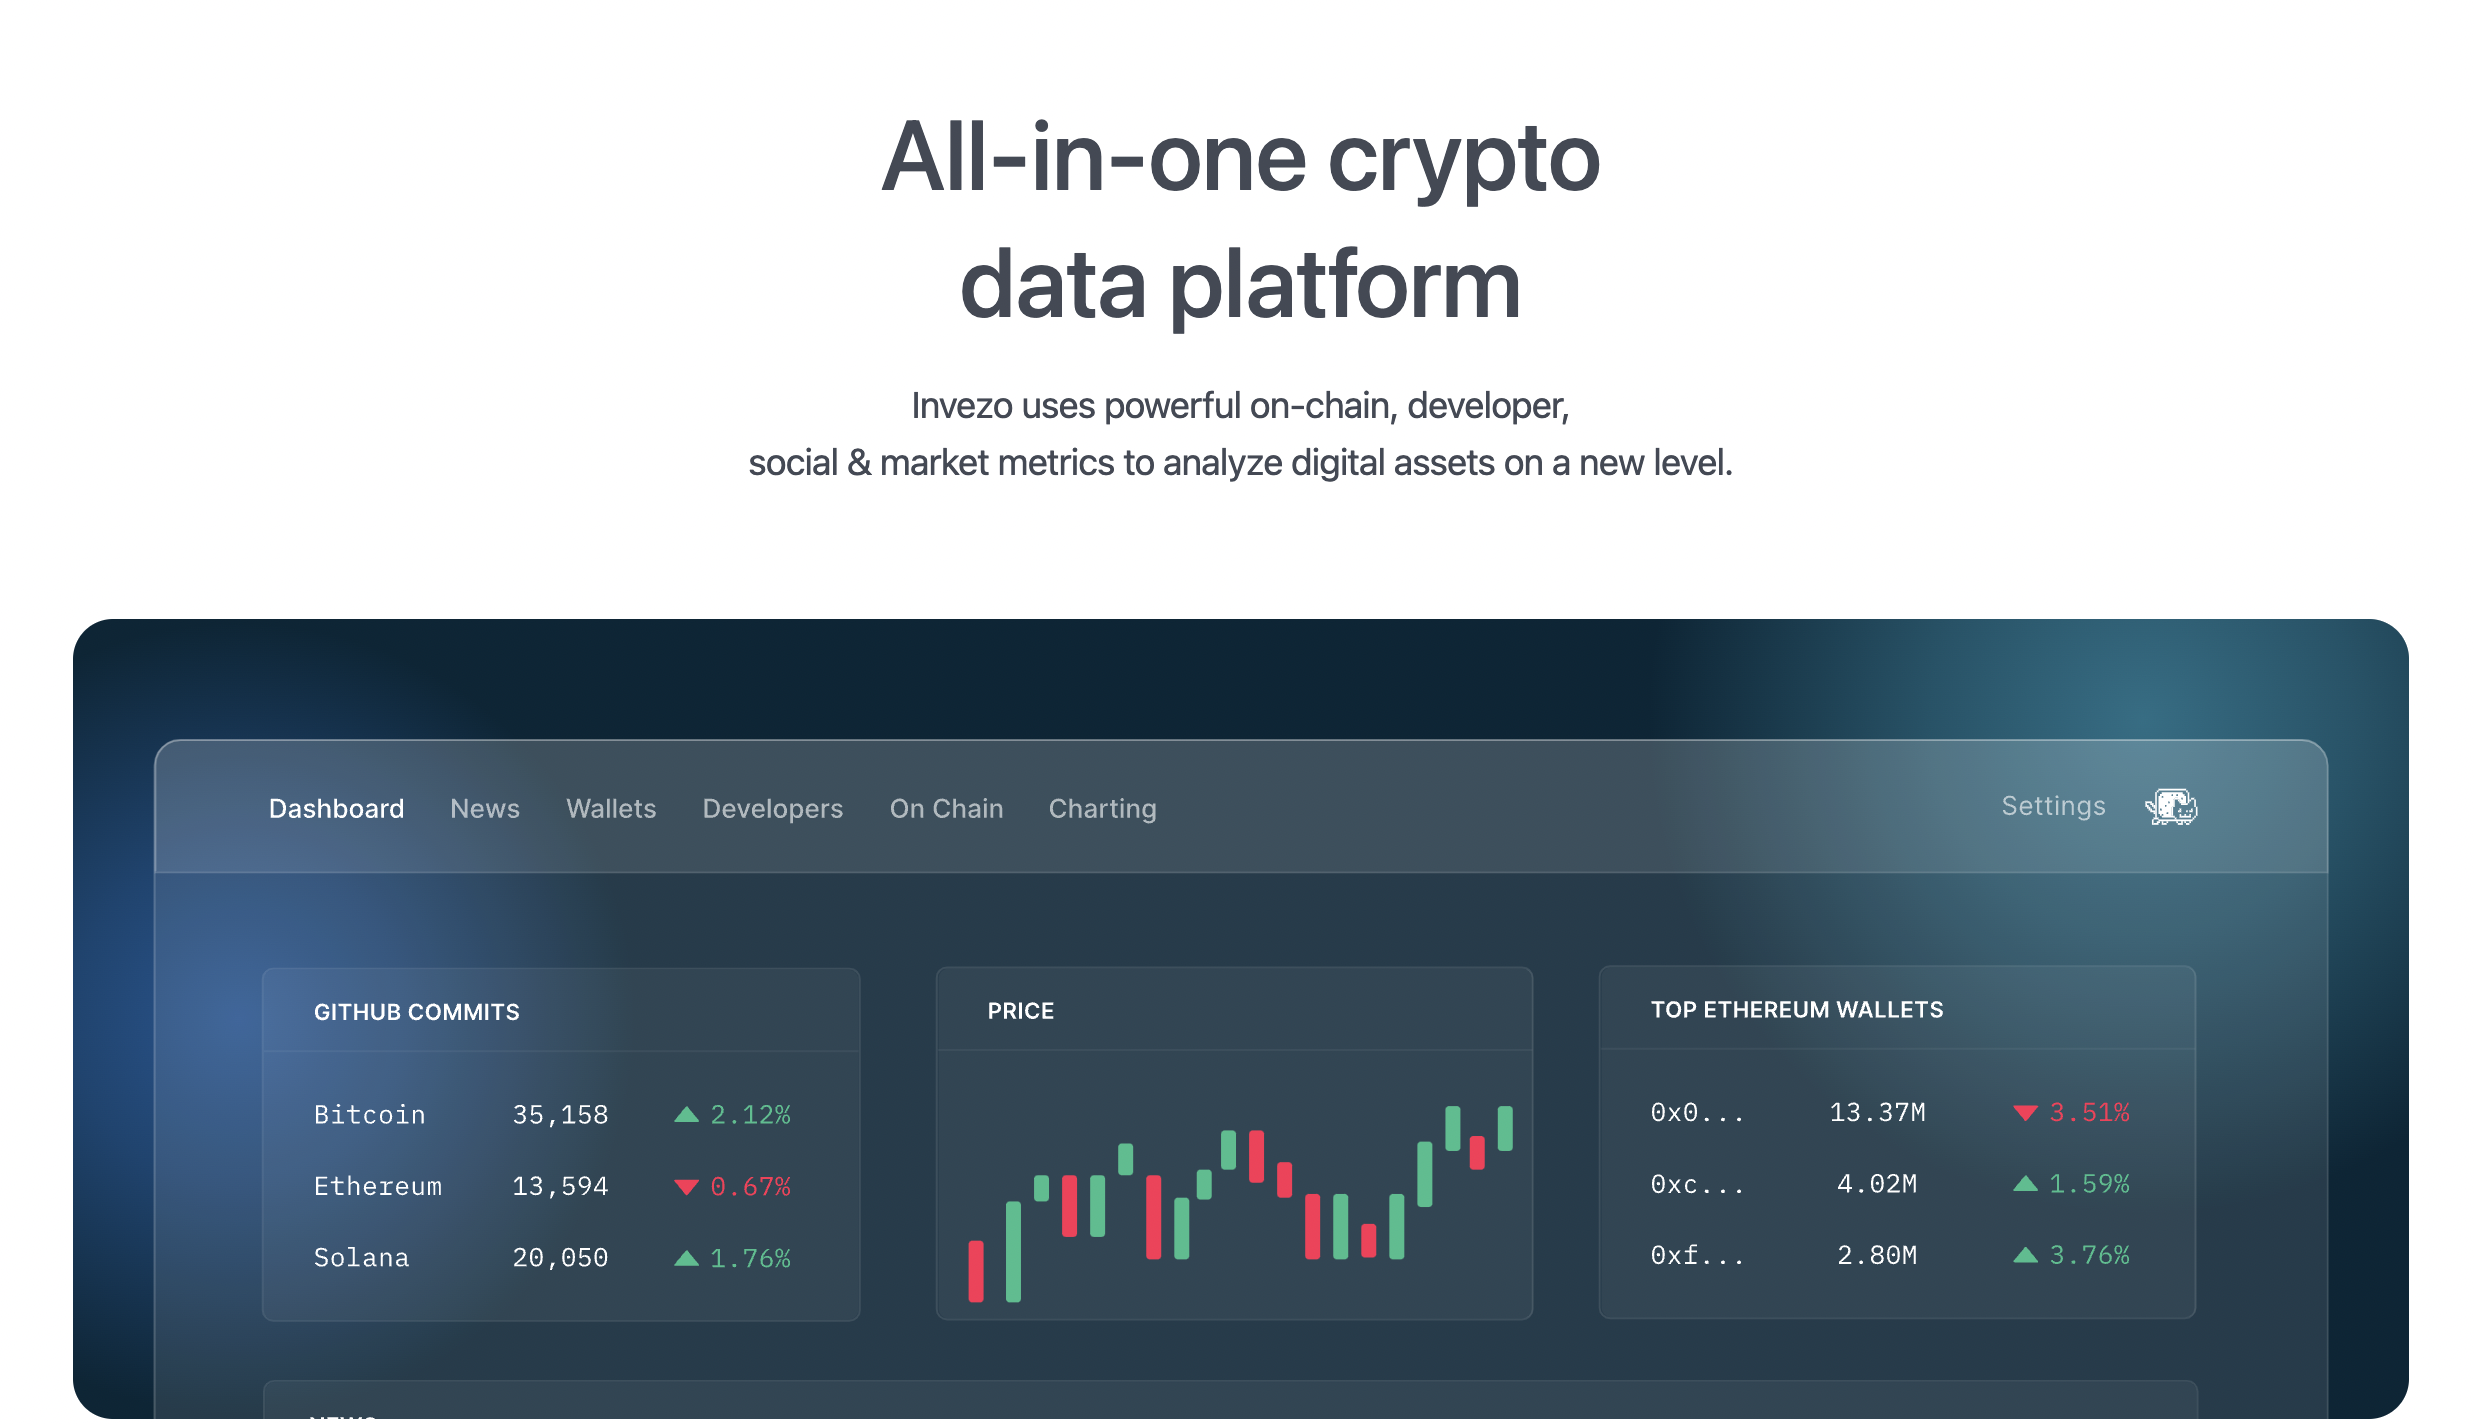 All-in-one crypto
data platform
Invezo uses powerful on-chain, developer,
social & market metrics to analyze digital assets on a new level.
Dashboard News Wallets Developers On Chain Charting Settings
GITHUB COMMITS
Bitcoin 35,158 2.12%
Ethereum 13,594 0.67%
Solana 20,050 1.76%
PRICE
TOP ETHEREUM WALLETS
0x0... 13.37M 3.51%
0xc... 4.02M 1.59%
0xf... 2.80M 3.76%